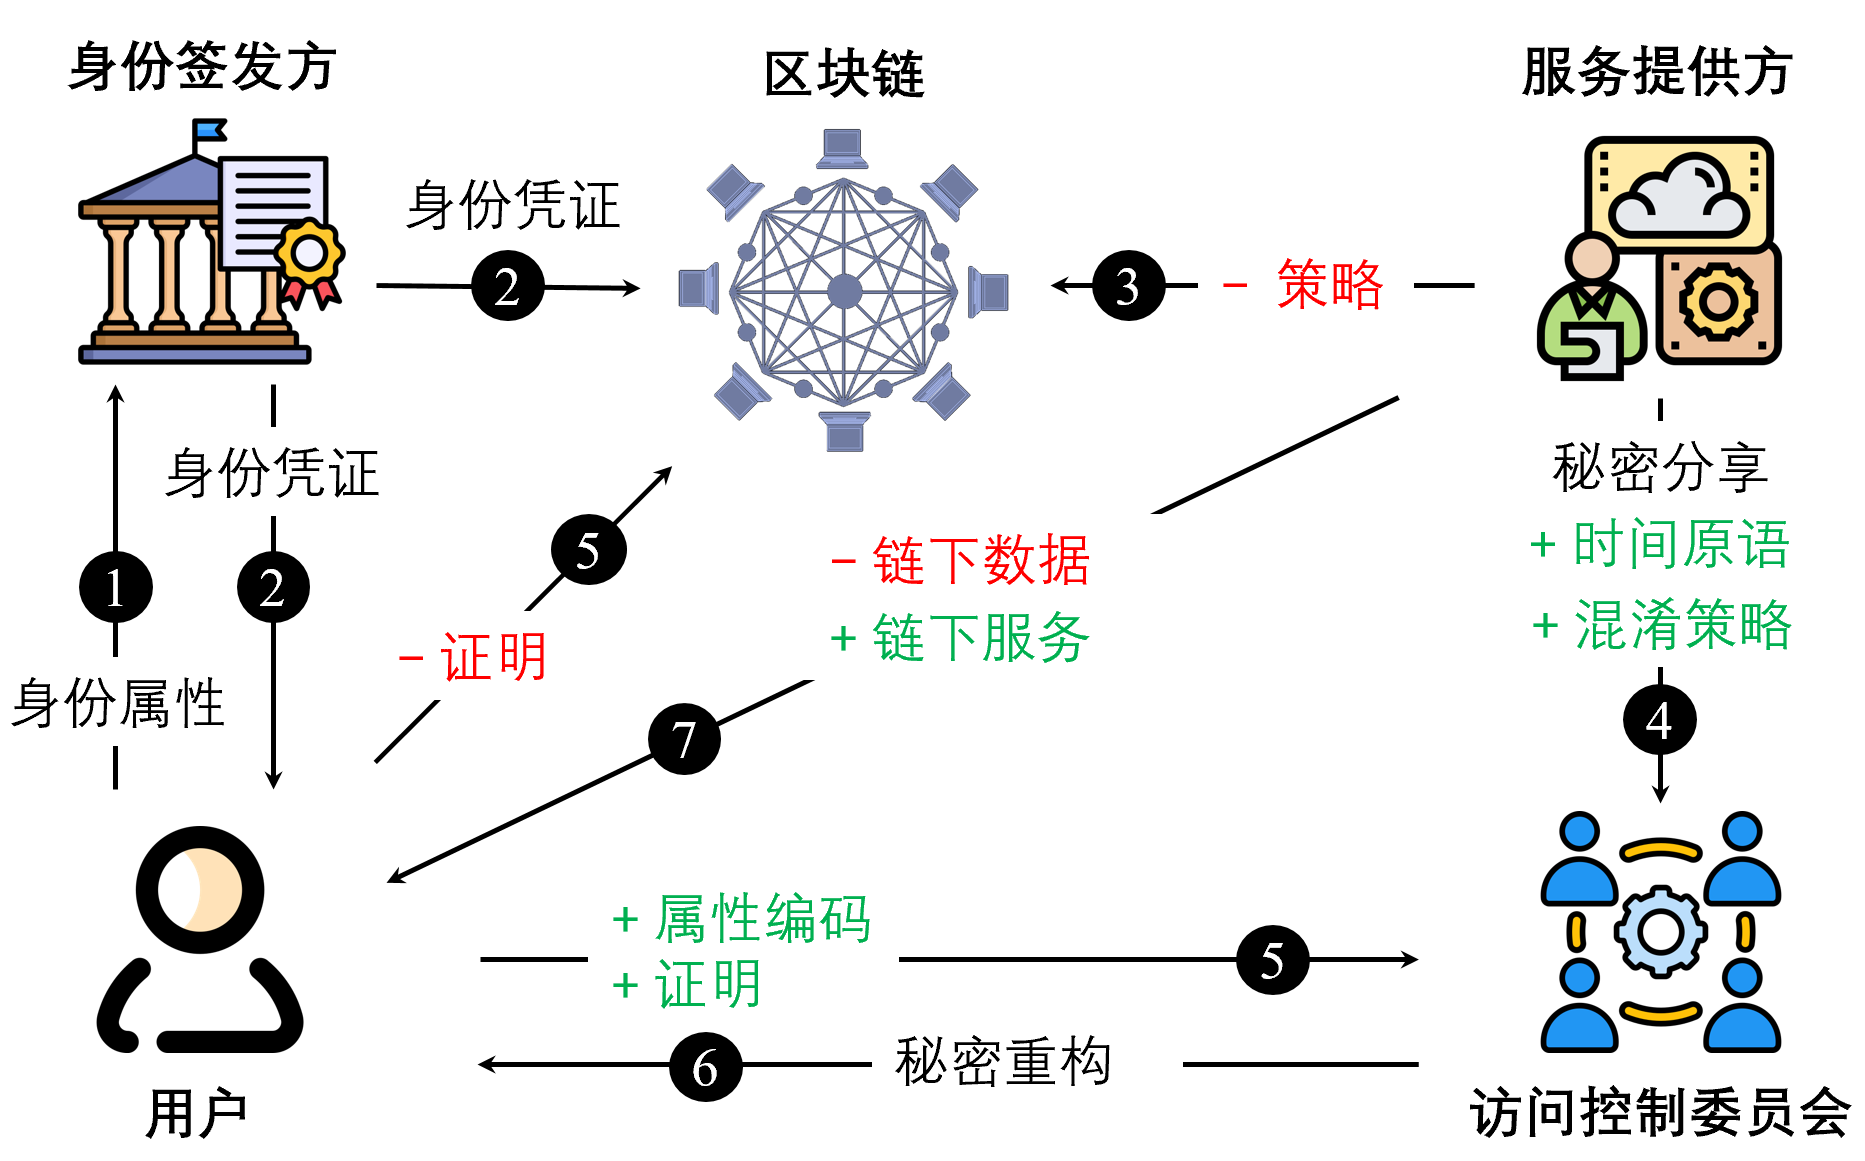 身份签发方
区块链
服务提供方
身份凭证
2
3
- 策略
身份凭证
秘密分享
+ 时间原语
+ 混淆策略
5
- 链下数据
+ 链下服务
1
2
- 证明
身份属性
4
7
+ 属性编码
+ 证明
5
6
秘密重构
用户
访问控制委员会